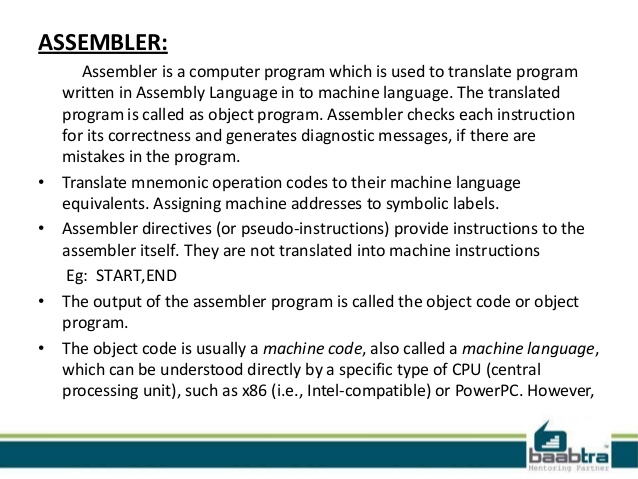 ASSEMBLER:
Assembler is a computer program which is used to translate program
written in Assembly Language in to machine language. The translated
program is called as object program. Assembler checks each instruction
for its correctness and generates diagnostic messages, if there are
mistakes in the program.
• Translate mnemonic operation codes to their machine language
equivalents. Assigning machine addresses to symbolic labels.
• Assembler directives (or pseudo-instructions) provide instructions to the
assembler itself. They are not translated into machine instructions
Eg: START,END
• The output of the assembler program is called the object code or object
program.
• The object code is usually a machine code, also called a machine language,
which can be understood directly by a specific type of CPU (central
processing unit), such as x86 (i.e., Intel-compatible) or PowerPC. However,
baabtra
Mentoring Partner